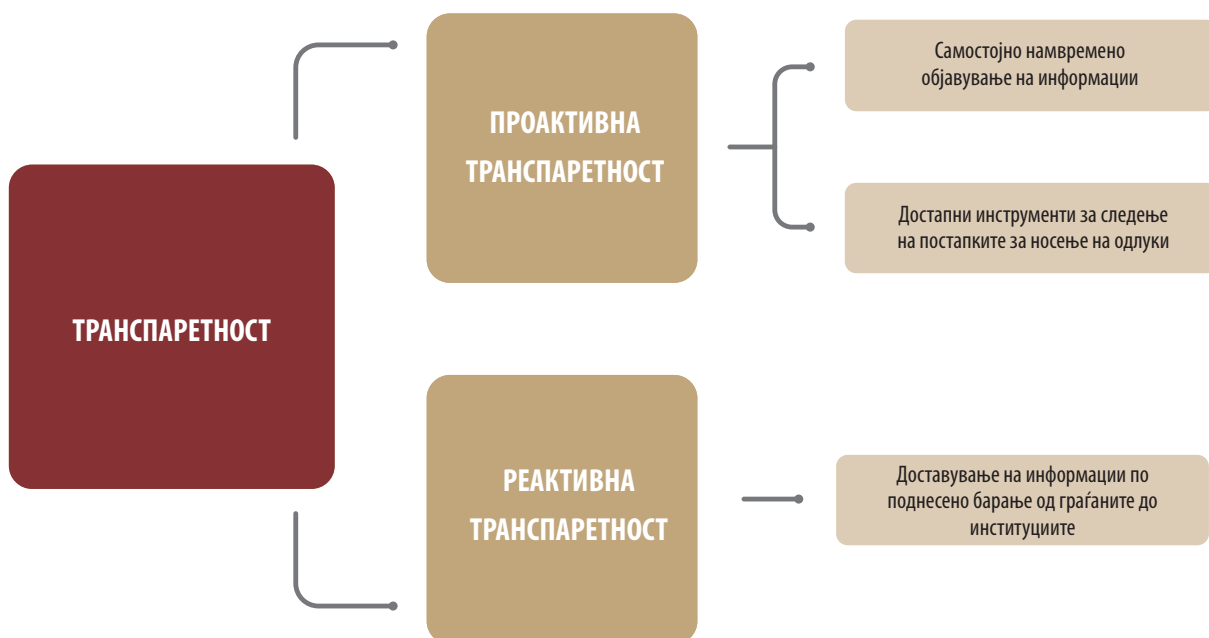 ТРАНСПАРЕТНОСТ
ПРОАКТИВНА
ТРАНСПАРЕТНОСТ
Самостојно намвремено
објавување на информации
Достапни инструменти за следење
на постапките за носење на одлуки
РЕАКТИВНА
ТРАНСПАРЕТНОСТ
Доставување на информации по
поднесено барање од граѓаните до
институциите